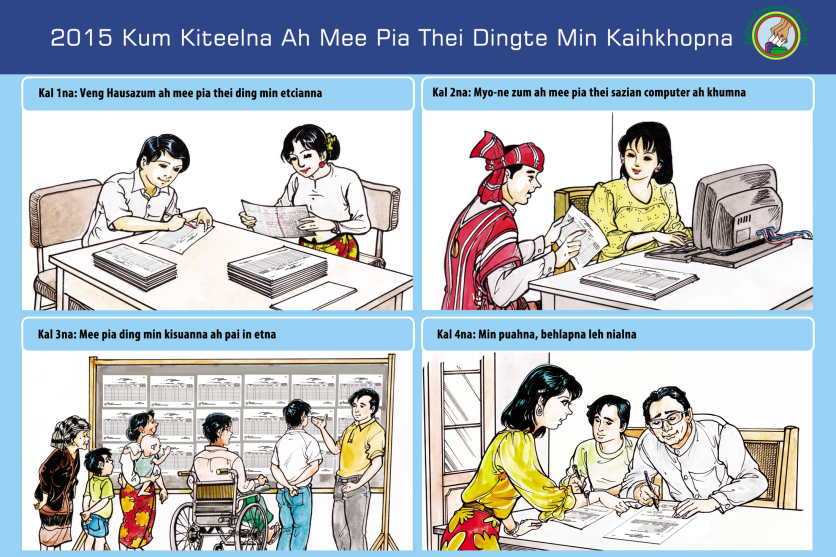 2015 Kum Kiteelna Ah Mee Pia Thei Dingte Min Kaihkhopna
Kal 1na: Veng Hausazum ah mee pia thei ding min etcianna
Kal 2na: Myo-ne zum ah mee pia thei sazian computer ah khumna
Kal 3na: Mee pia ding min kisuanna ah pai in etna
Kal 4na: Min puahna, behlapna leh nialna